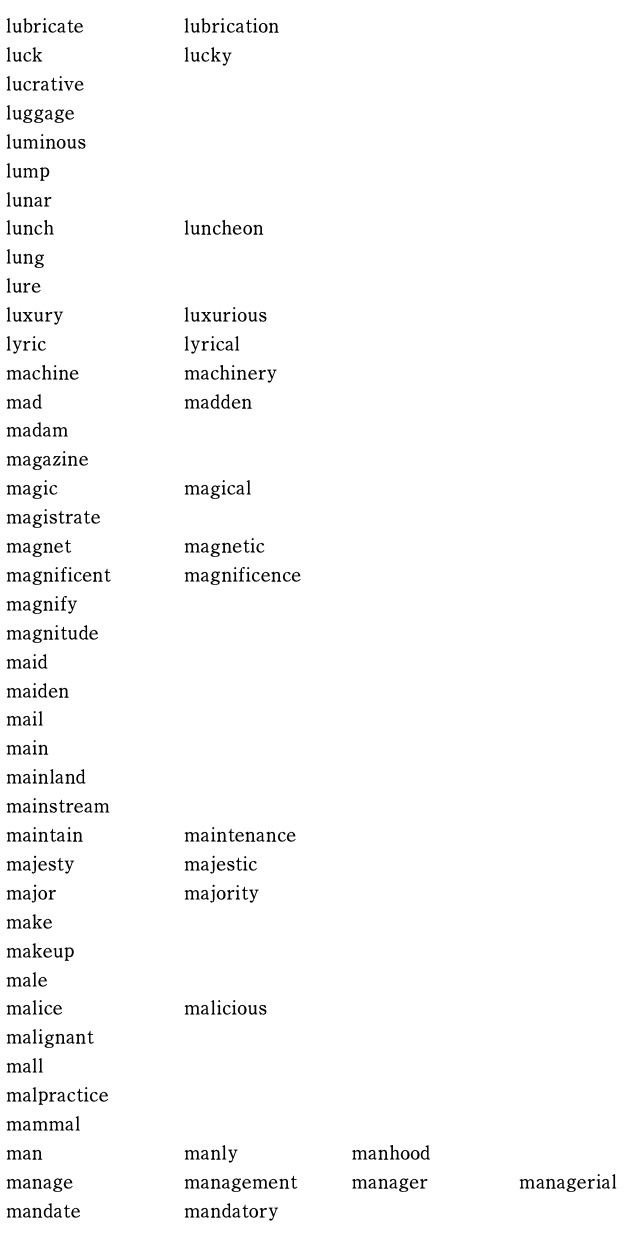 lubricate lubrication
luck lucky
lucrative
luggage
luminous
lump
lunar
lunch luncheon
lung
lure
luxury luxurious
lyric lyrical
machine machinery
mad madden
madam
magazine
magic magical
magistrate
magnet magnetic
magnificent magnificence
magnify
magnitude
maid
maiden
mail
main
mainland
mainstream
maintain maintenance
majesty majestic
major majority
make
makeup
male
malice malicious
malignant
mall
malpractice
mammal
man manly manhood
manage management manager managerial
mandate mandatory